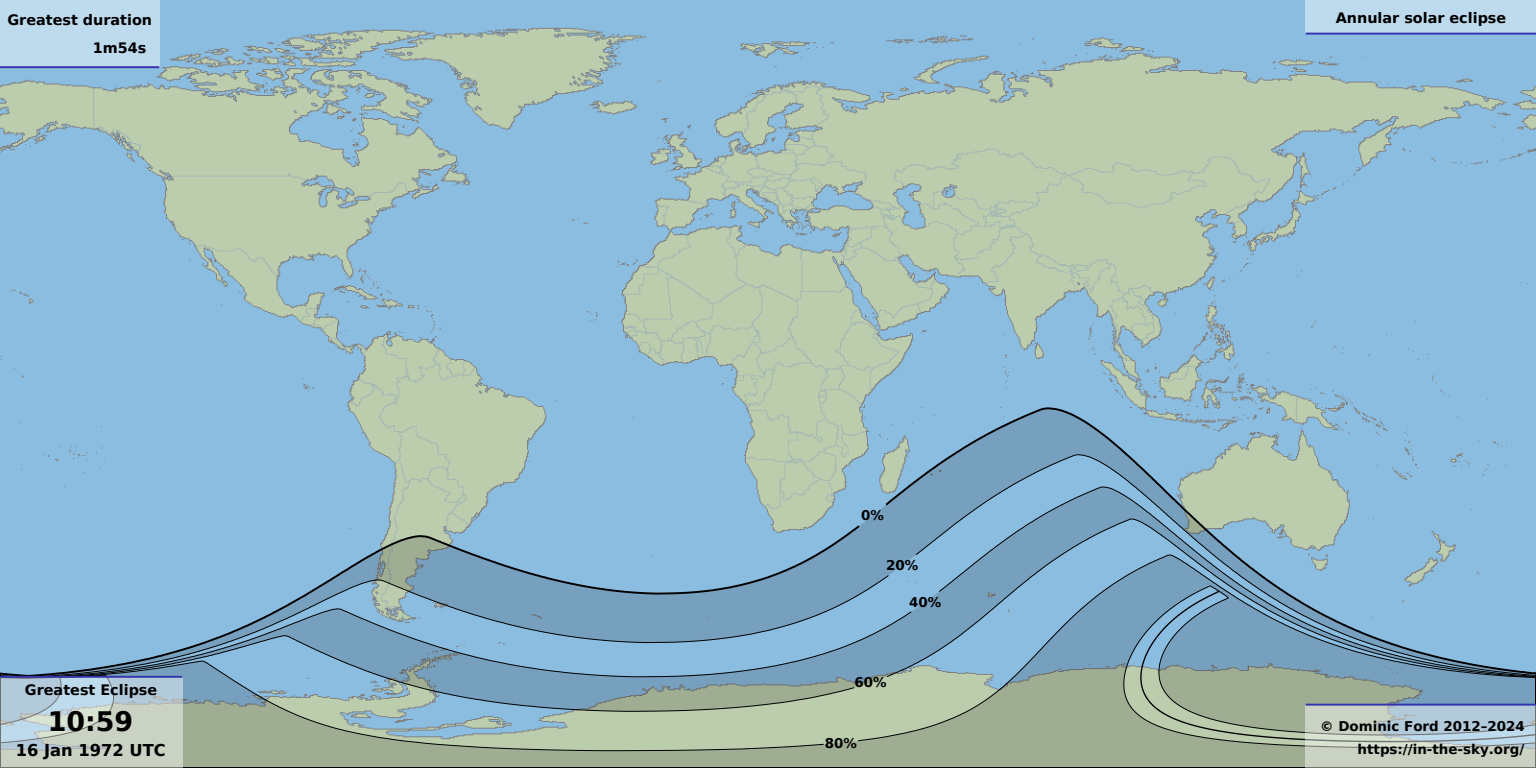 Greatest duration
1m54s
Annular solar eclipse
0%
20%
40%
60%
80%
Greatest Eclipse
10:59
16 Jan 1972 UTC
© Dominic Ford 2012–2024
https://in-the-sky.org/